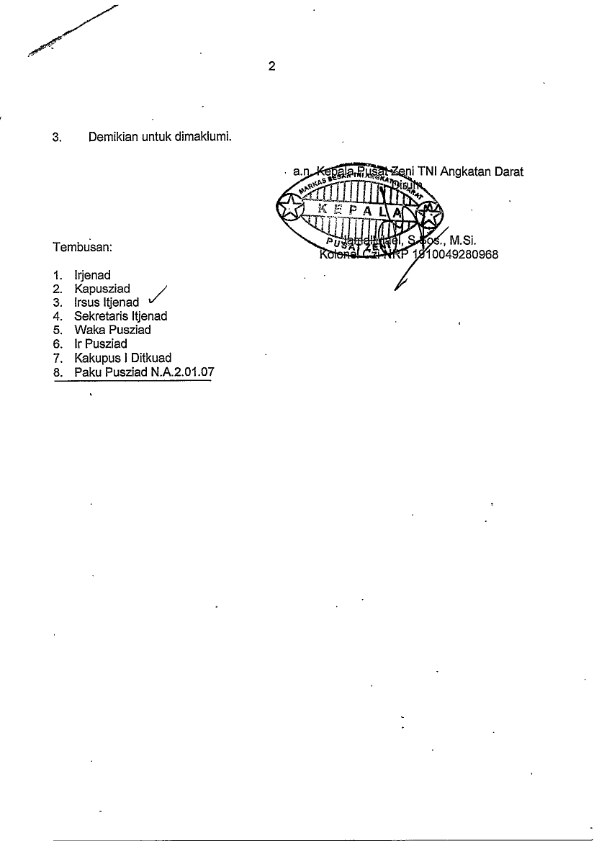 2
3. Demikian untuk dimaklumi.
a.n. Kepala Pusat Zeni TNI Angkatan Darat
MARKAS BESAR TNI ANGKATAN DARAT
KEPALA
PUSAT ZENI
S.Sos., M.Si.
Kolonel Czi NRP 1910049280968
Tembusan:
1. Irjenad
2. Kapusziad
3. Irsus Itjenad
4. Sekretaris Itjenad
5. Waka Pusziad
6. Ir Pusziad
7. Kakupus I Ditkuad
8. Paku Pusziad N.A.2.01.07